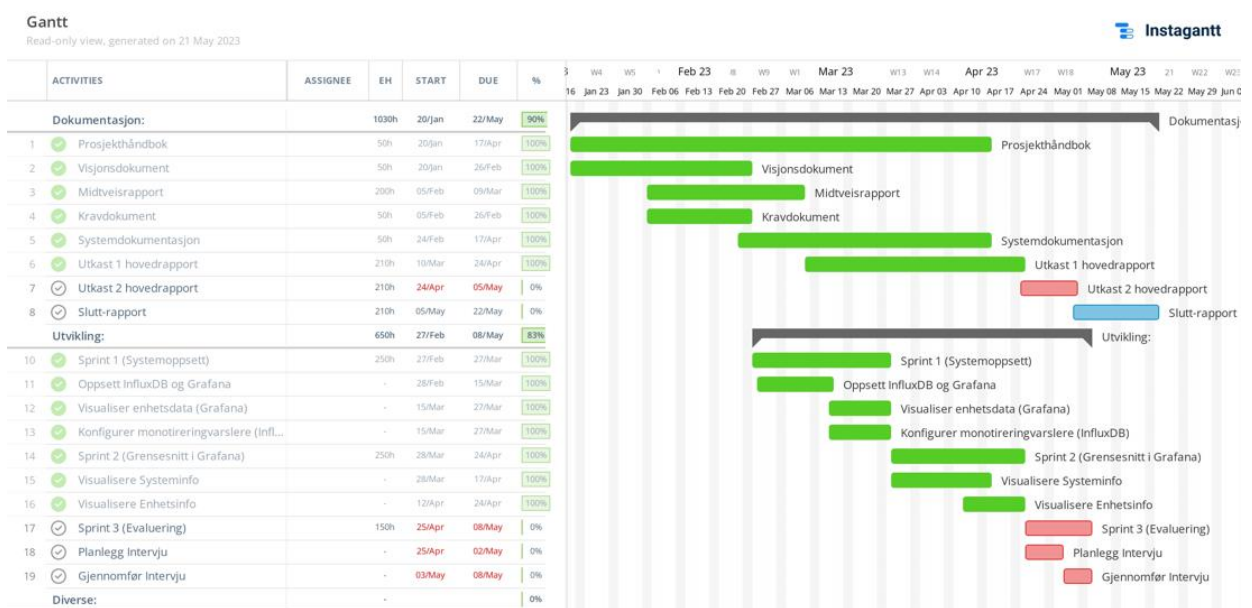 Gantt
Read-only view, generated on 21 May 2023
Instagantt
ACTIVITIES ASSIGNEE EH START DUE %
W4 W5 Feb 23 W9 Mar 23 W13 W14 Apr 23 W17 W18 May 23 21 W22
16 Jan 23 Jan 30 Feb 06 Feb 13 Feb 20 Feb 27 Mar 06 Mar 13 Mar 20 Mar 27 Apr 03 Apr 10 Apr 17 Apr 24 May 01 May 08 May 15 May 22 May 29 Jun 0
Dokumentasjon: 1030h 20/Jan 22/May 90% Dokumentasj
1 Prosjekthåndbok 50h 20/Jan 17/Apr 100% Prosjekthåndbok
2 Visjonsdokument 50h 20/Jan 26/Feb 100% Visjonsdokument
3 Midtveisrapport 200h 05/Feb 09/Mar 100% Midtveisrapport
4 Kravdokument 50h 05/Feb 26/Feb 100% Kravdokument
5 Systemdokumentasjon 50h 24/Feb 17/Apr 100% Systemdokumentasjon
6 Utkast 1 hovedrapport 210h 10/Mar 24/Apr 100% Utkast 1 hovedrapport
7 Utkast 2 hovedrapport 210h 24/Apr 05/May 0% Utkast 2 hovedrapport
8 Slutt-rapport 210h 05/May 22/May 0% Slutt-rapport
Utvikling: 650h 27/Feb 08/May 83% Utvikling:
10 Sprint 1 (Systemoppsett) 250h 27/Feb 27/Mar 100% Sprint 1 (Systemoppsett)
11 Oppsett InfluxDB og Grafana - 28/Feb 15/Mar 100% Oppsett InfluxDB og Grafana
12 Visualiser enhetsdata (Grafana) - 15/Mar 27/Mar 100% Visualiser enhetsdata (Grafana)
13 Konfigurer monotireringvarslere (Infl... - 15/Mar 27/Mar 100% Konfigurer monotireringvarslere (InfluxDB)
14 Sprint 2 (Grensesnitt i Grafana) 250h 28/Mar 24/Apr 100% Sprint 2 (Grensesnitt i Grafana)
15 Visualisere Systeminfo - 28/Mar 17/Apr 100% Visualisere Systeminfo
16 Visualisere Enhetsinfo - 12/Apr 24/Apr 100% Visualisere Enhetsinfo
17 Sprint 3 (Evaluering) 150h 25/Apr 08/May 0% Sprint 3 (Evaluering)
18 Planlegg Intervju - 25/Apr 02/May 0% Planlegg Intervju
19 Gjennomfør Intervju - 03/May 08/May 0% Gjennomfør Intervju
Diverse: - 0%